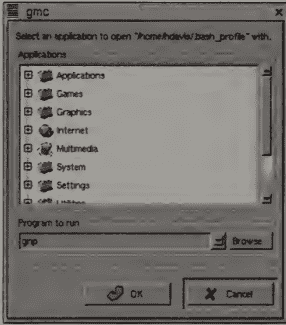 gmc
Select an application to open "/home/hdavis/.bash_profile" with.
Applications
Applications
Games
Graphics
Internet
Multimedia
System
Settings
Utilities
Program to run
gnp
Browse
OK
Cancel